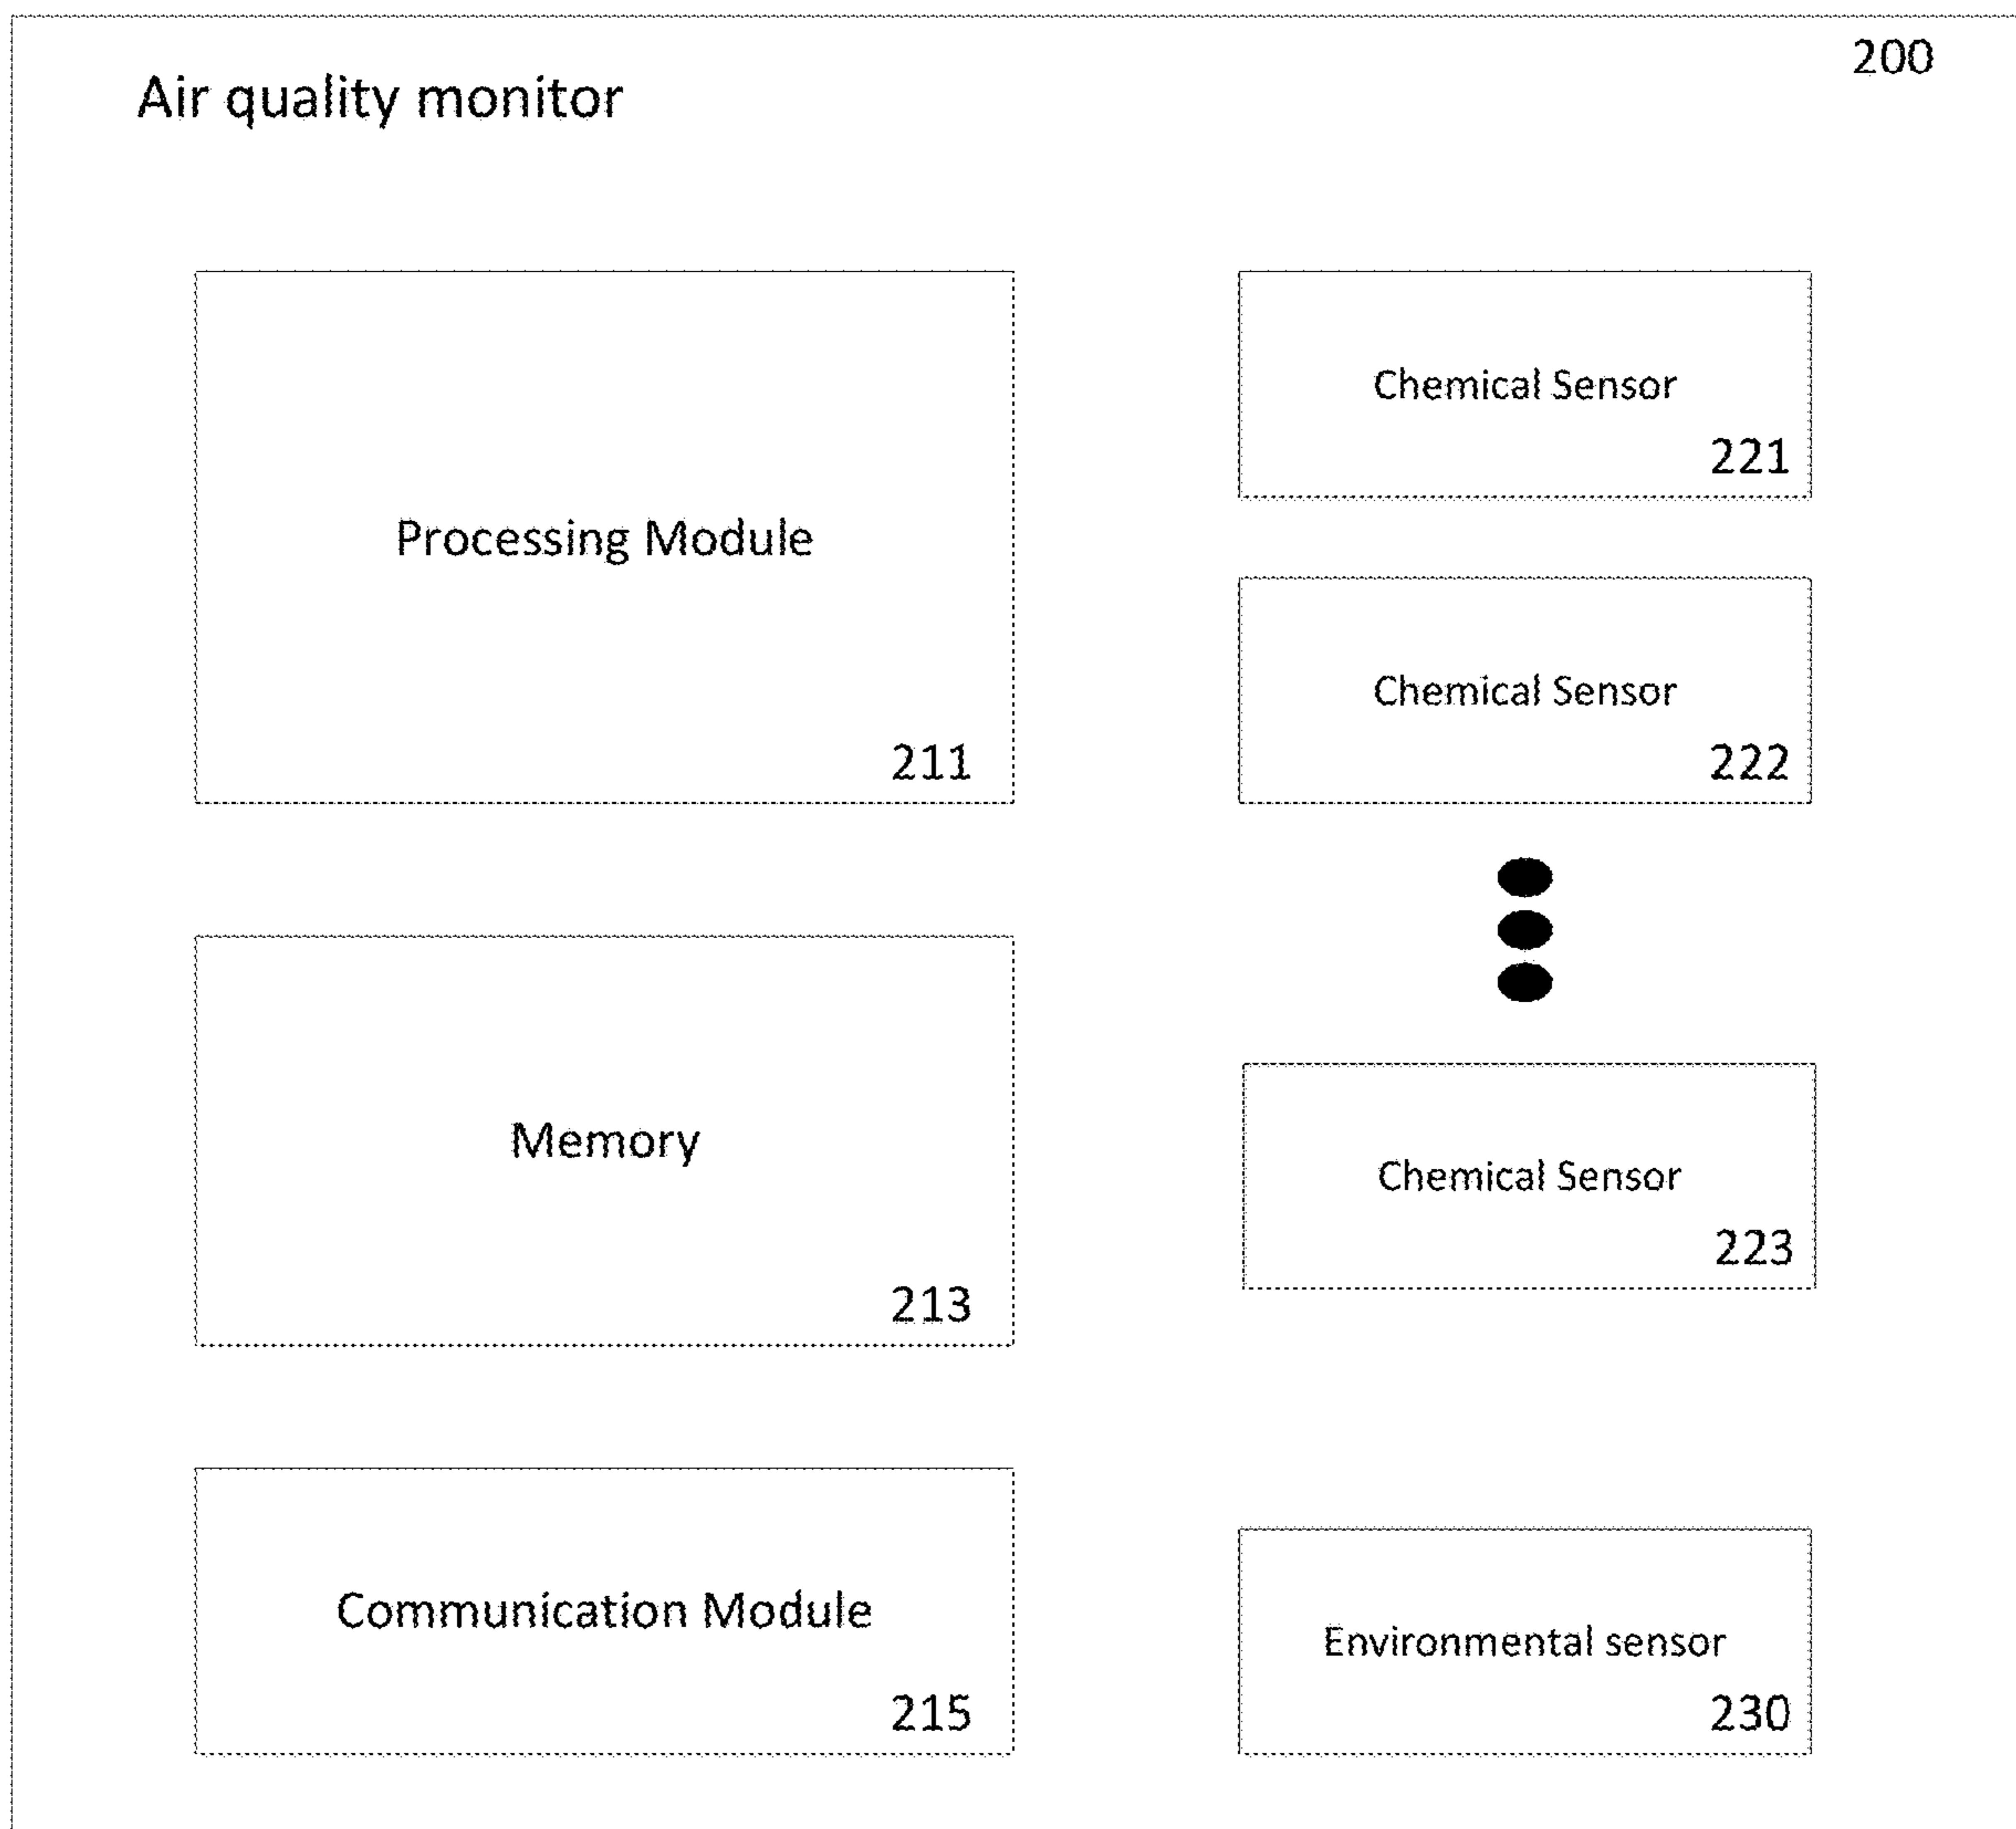 200
Air quality monitor
Processing Module
211
Memory
213
Communication Module
215
Chemical Sensor
221
Chemical Sensor
222
Chemical Sensor
223
Environmental sensor
230